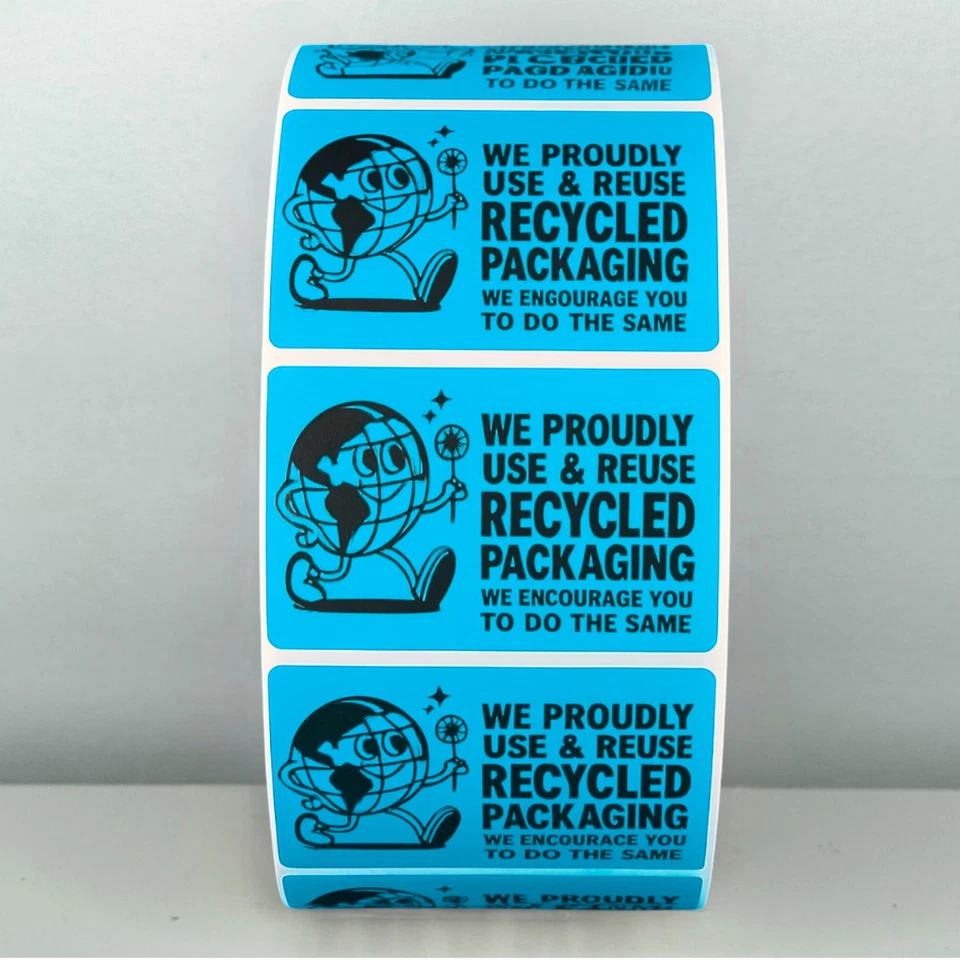 TO DO THE SAME
WE PROUDLY
USE & REUSE
RECYCLED
PACKAGING
WE ENGOURAGE YOU
TO DO THE SAME
WE PROUDLY
USE & REUSE
RECYCLED
PACKAGING
WE ENCOURAGE YOU
TO DO THE SAME
WE PROUDLY
USE & REUSE
RECYCLED
PACKAGING
WE ENCOURACE YOU
TO DO THE SAME
WE PROUDLY